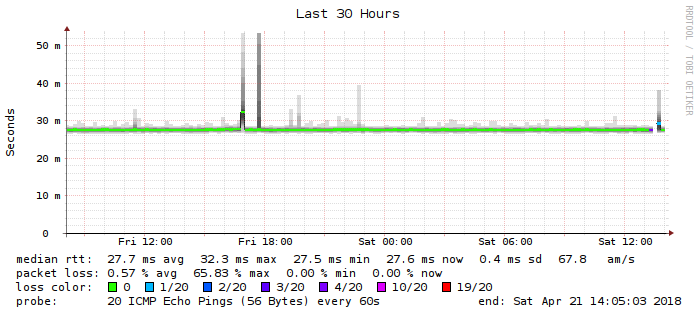 Last 30 Hours
RRDTOOL / TOBI OETIKER
Seconds
50 m
40 m
30 m
20 m
10 m
0
Fri 12:00 Fri 18:00 Sat 00:00 Sat 06:00 Sat 12:00
median rtt: 27.7 ms avg 32.3 ms max 27.5 ms min 27.6 ms now 0.4 ms sd 67.8 am/s
packet loss: 0.57 % avg 65.83 % max 0.00 % min 0.00 % now
loss color: 0 1/20 2/20 3/20 4/20 10/20 19/20
probe: 20 ICMP Echo Pings (56 Bytes) every 60s end: Sat Apr 21 14:05:03 2018